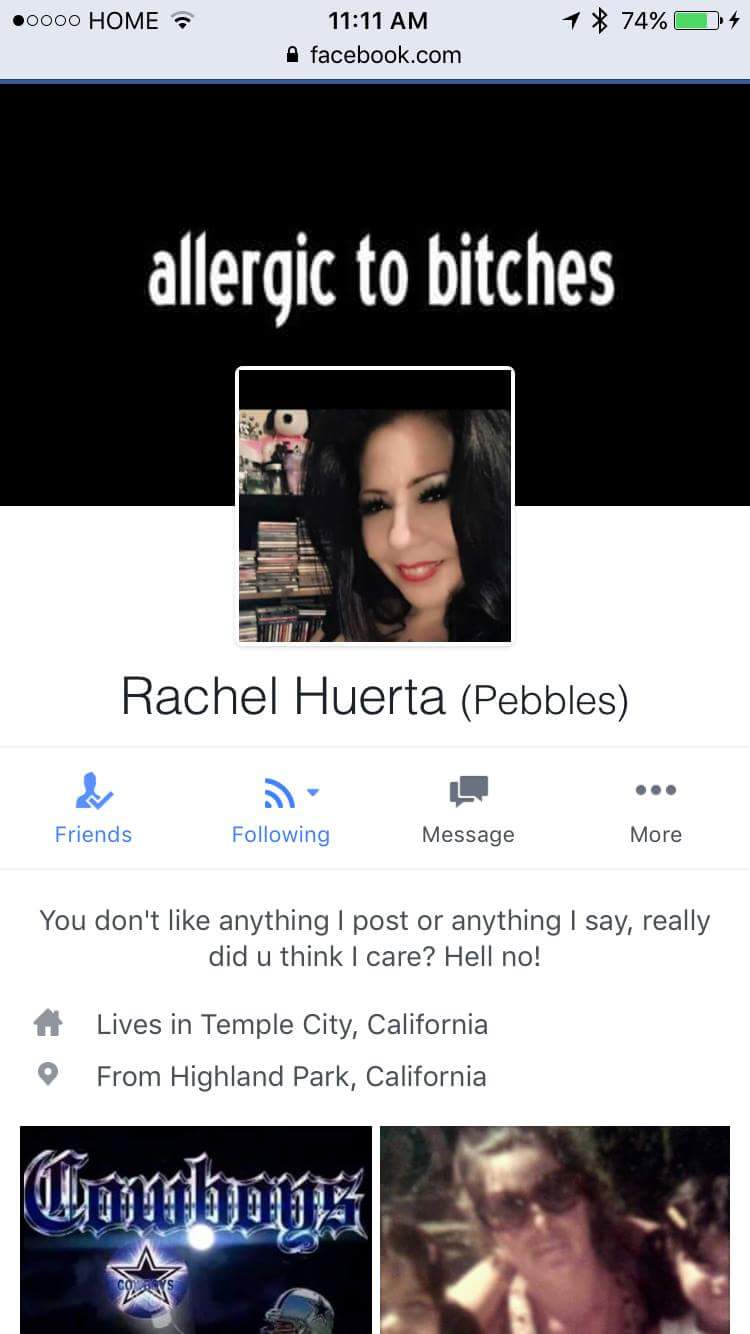 HOME 11:11 AM 74%
facebook.com
allergic to bitches
Rachel Huerta (Pebbles)
Friends Following Message More
You don't like anything I post or anything I say, really
did u think I care? Hell no!
Lives in Temple City, California
From Highland Park, California
Cowboys
COWBOYS